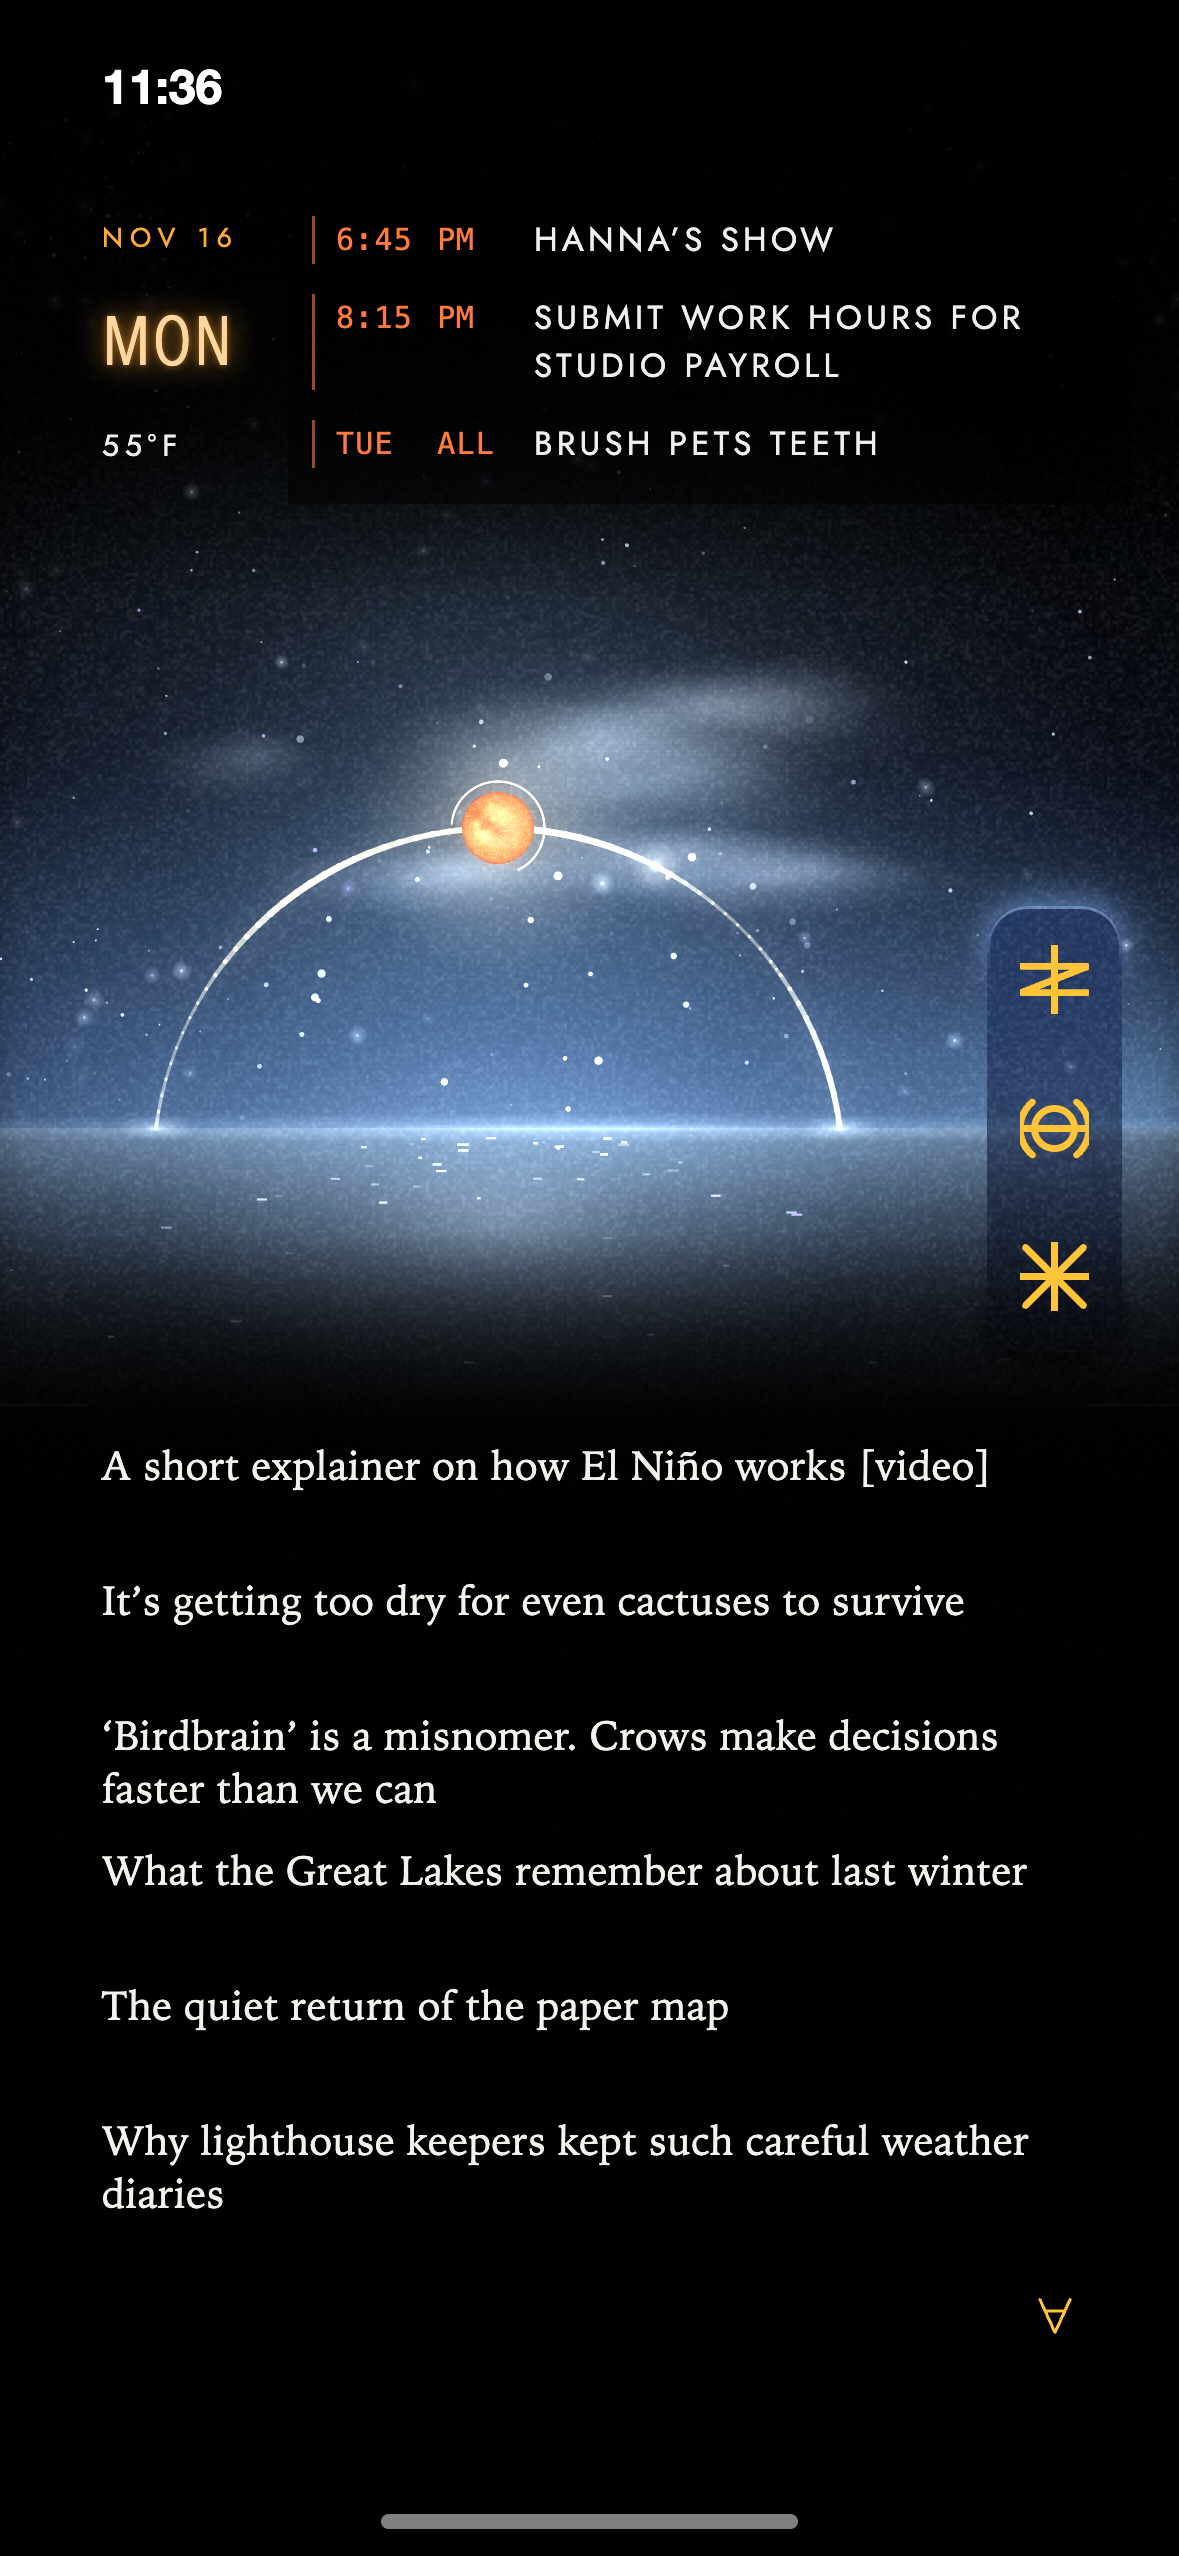 11:36
NOV 16
MON
55°F
6:45 PM HANNA’S SHOW
8:15 PM SUBMIT WORK HOURS FOR
STUDIO PAYROLL
TUE ALL BRUSH PETS TEETH
A short explainer on how El Niño works [video]
It’s getting too dry for even cactuses to survive
‘Birdbrain’ is a misnomer. Crows make decisions
faster than we can
What the Great Lakes remember about last winter
The quiet return of the paper map
Why lighthouse keepers kept such careful weather
diaries